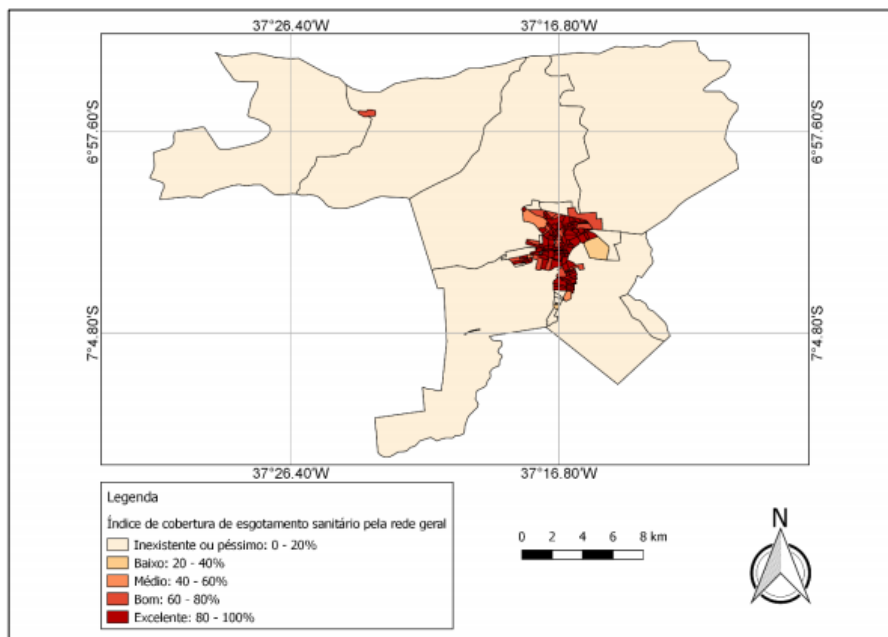 37°26.40'W 37°16.80'W
6°57.60'S 6°57.60'S
7°4.80'S 7°4.80'S
37°26.40'W 37°16.80'W
Legenda
Índice de cobertura de esgotamento sanitário pela rede geral
Inexistente ou péssimo: 0 - 20%
Baixo: 20 - 40%
Médio: 40 - 60%
Bom: 60 - 80%
Excelente: 80 - 100%
0 2 4 6 8 km
N